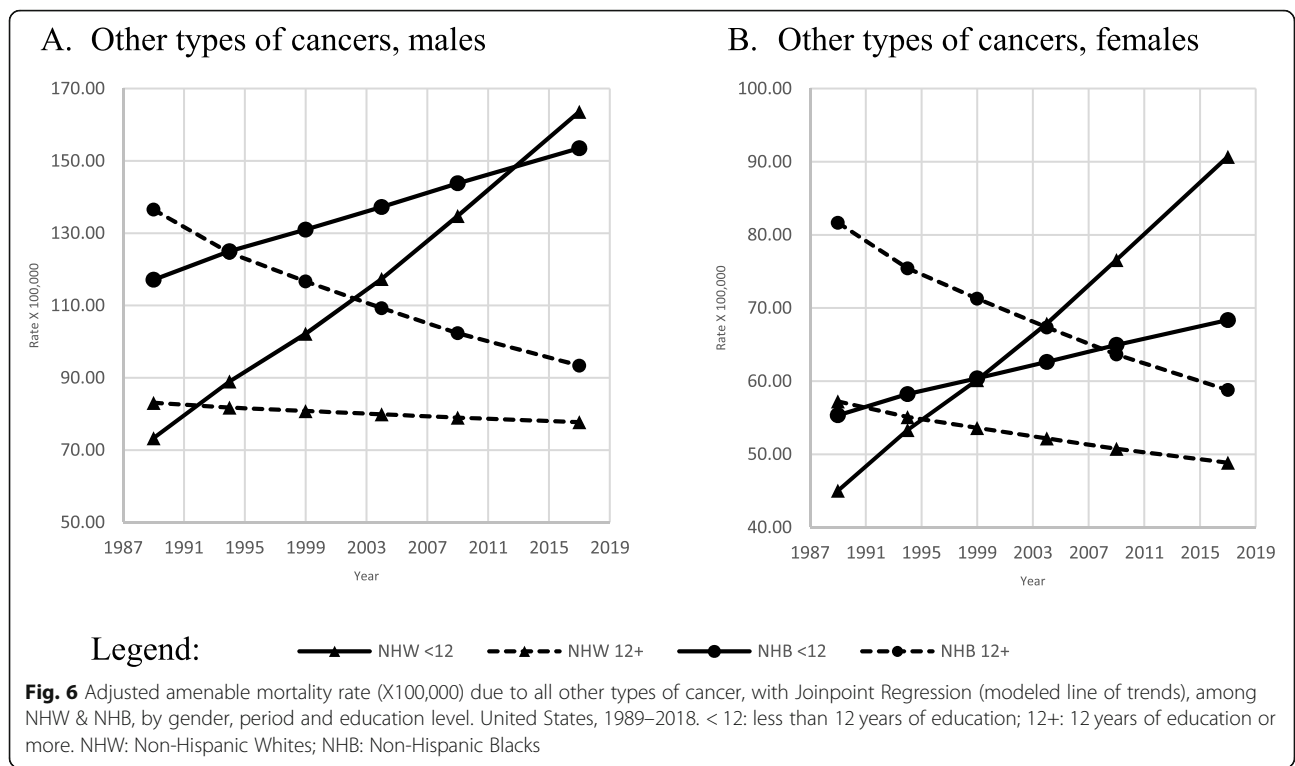 A. Other types of cancers, males
170.00
150.00
130.00
110.00
90.00
70.00
50.00
Rate X 100,000
1987 1991 1995 1999 2003 2007 2011 2015 2019
Year
B. Other types of cancers, females
100.00
90.00
80.00
70.00
60.00
50.00
40.00
Rate X 100,000
1987 1991 1995 1999 2003 2007 2011 2015 2019
Year
Legend: NHW <12 NHW 12+ NHB <12 NHB 12+
Fig. 6 Adjusted amenable mortality rate (X100,000) due to all other types of cancer, with Joinpoint Regression (modeled line of trends), among
NHW & NHB, by gender, period and education level. United States, 1989–2018. < 12: less than 12 years of education; 12+: 12 years of education or
more. NHW: Non-Hispanic Whites; NHB: Non-Hispanic Blacks